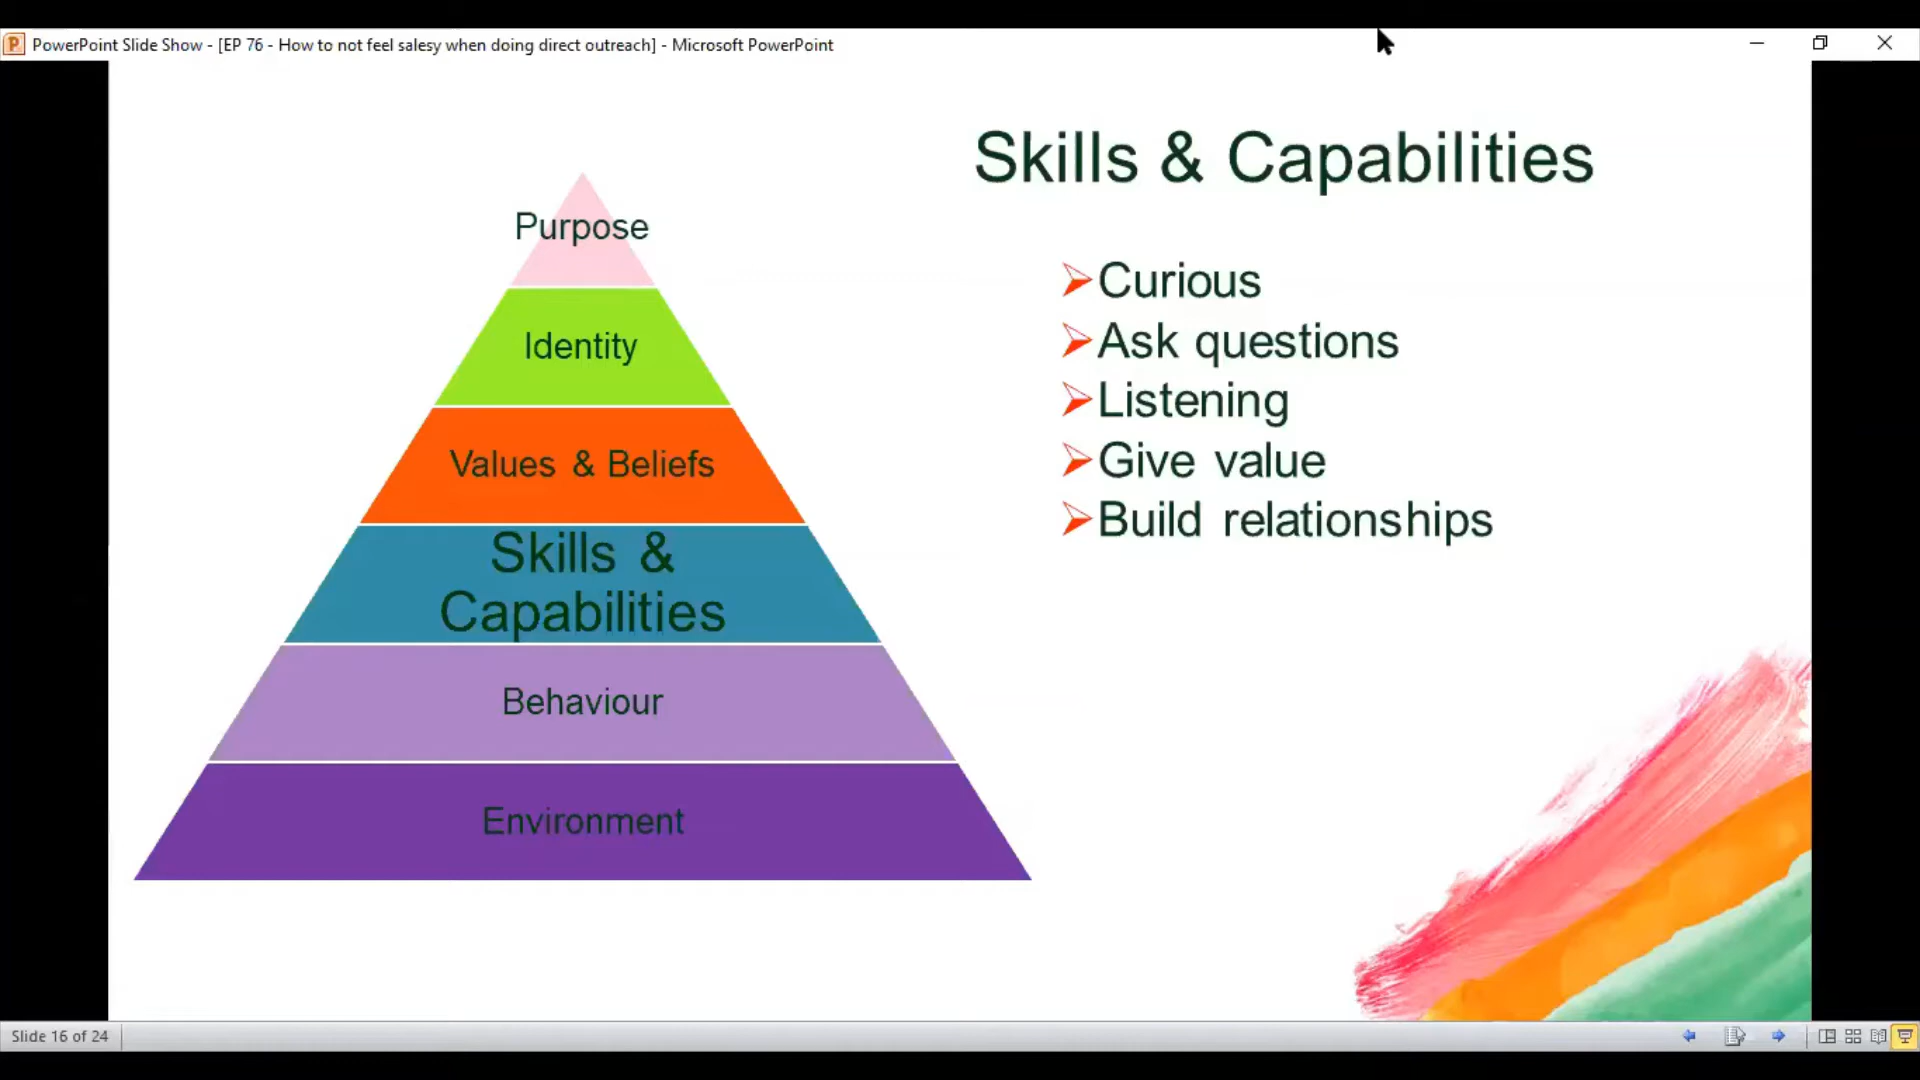 PowerPoint Slide Show - [EP 76 - How to not feel salesy when doing direct outreach] - Microsoft PowerPoint
Skills & Capabilities
Purpose
Identity
Values & Beliefs
Skills &
Capabilities
Behaviour
Environment
Curious
Ask questions
Listening
Give value
Build relationships
Slide 16 of 24